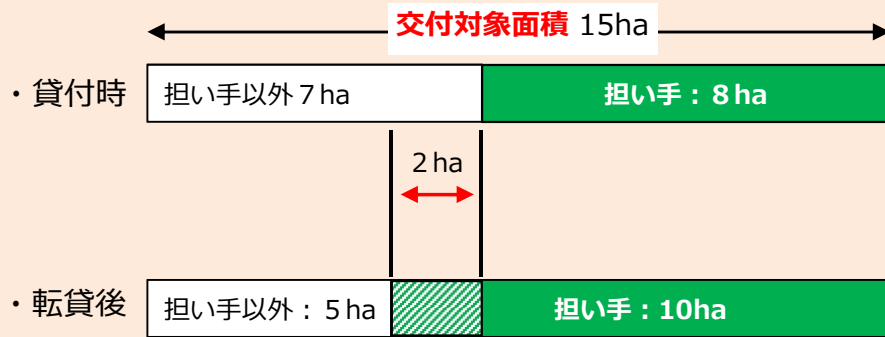 交付対象面積 15ha
・貸付時
担い手以外７ha
担い手：８ha
２ha
・転貸後
担い手以外：５ha
担い手：10ha